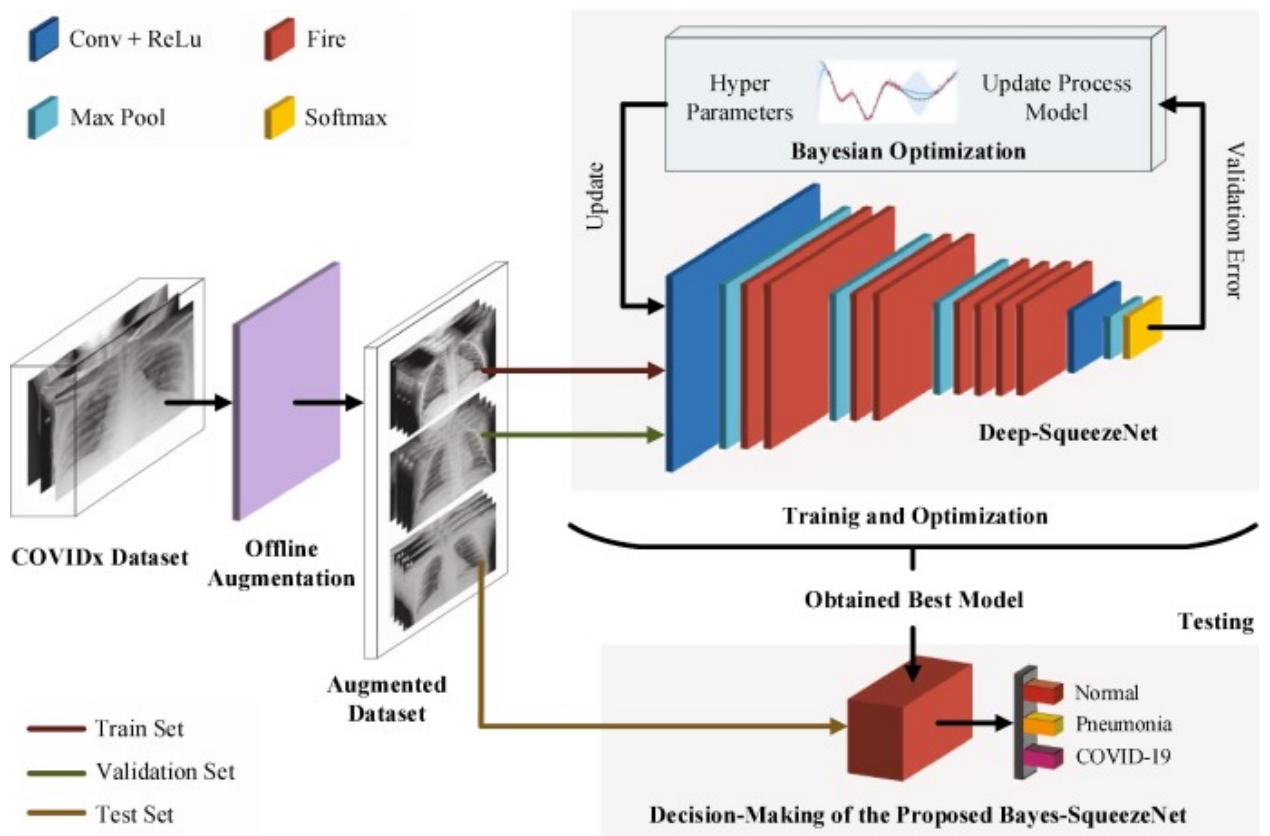 Conv + ReLu
Fire
Max Pool
Softmax
Hyper
Parameters
Update Process
Model
Bayesian Optimization
Update
Validation Error
Deep-SqueezeNet
COVIDx Dataset
Offline
Augmentation
Augmented
Dataset
Trainig and Optimization
Obtained Best Model
Testing
Normal
Pneumonia
COVID-19
Decision-Making of the Proposed Bayes-SqueezeNet
Train Set
Validation Set
Test Set